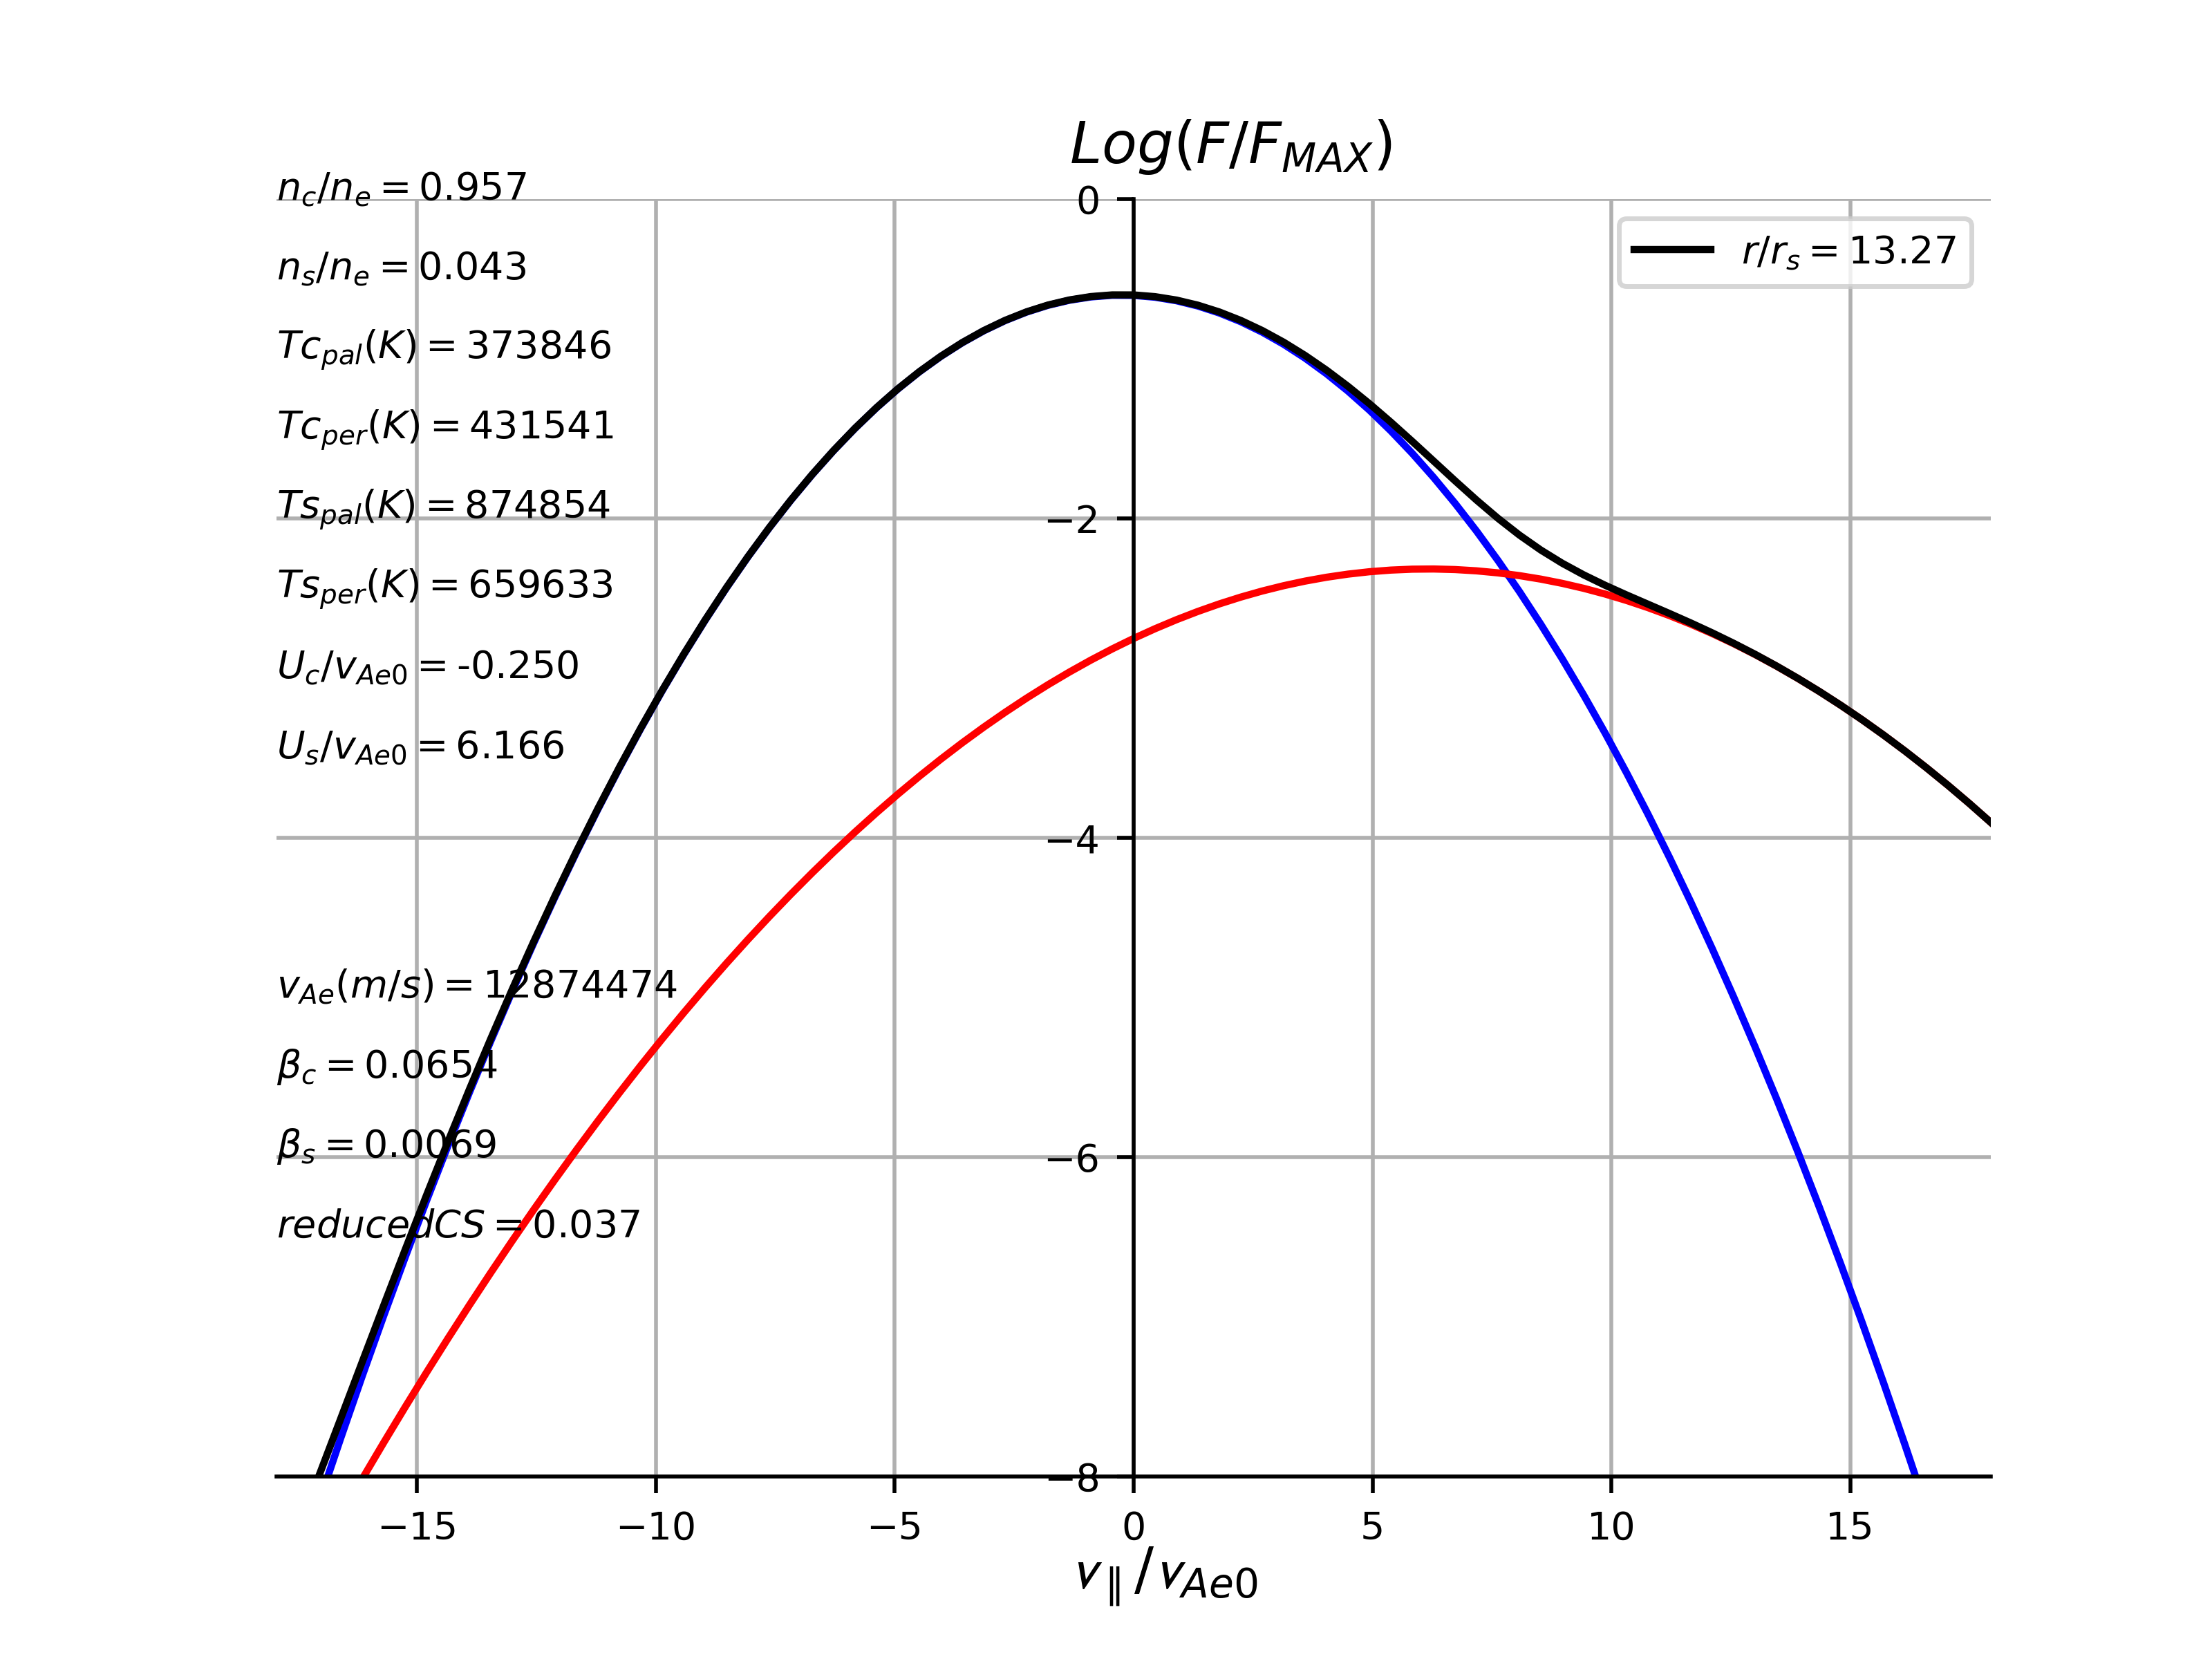 Log(F/F_MAX)
n_c/n_e = 0.957
0
r/r_s = 13.27
n_s/n_e = 0.043
Tc_pal(K) = 373846
Tc_per(K) = 431541
Ts_pal(K) = 874854
−2
Ts_per(K) = 659633
U_c/v_Ae0 = -0.250
U_s/v_Ae0 = 6.166
−4
v_Ae(m/s) = 12874474
β_c = 0.0654
β_s = 0.0069
−6
reducedCS = 0.037
−8
−15 −10 −5 0 5 10 15
v_∥/v_Ae0